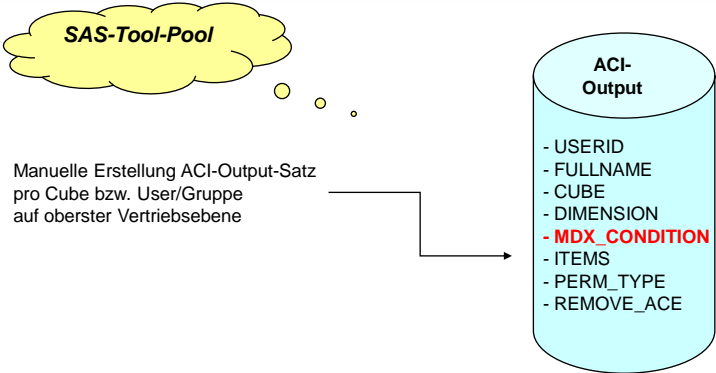 SAS-Tool-Pool
ACI-
Output
Manuelle Erstellung ACI-Output-Satz
pro Cube bzw. User/Gruppe
auf oberster Vertriebsebene
- USERID
- FULLNAME
- CUBE
- DIMENSION
- MDX_CONDITION
- ITEMS
- PERM_TYPE
- REMOVE_ACE